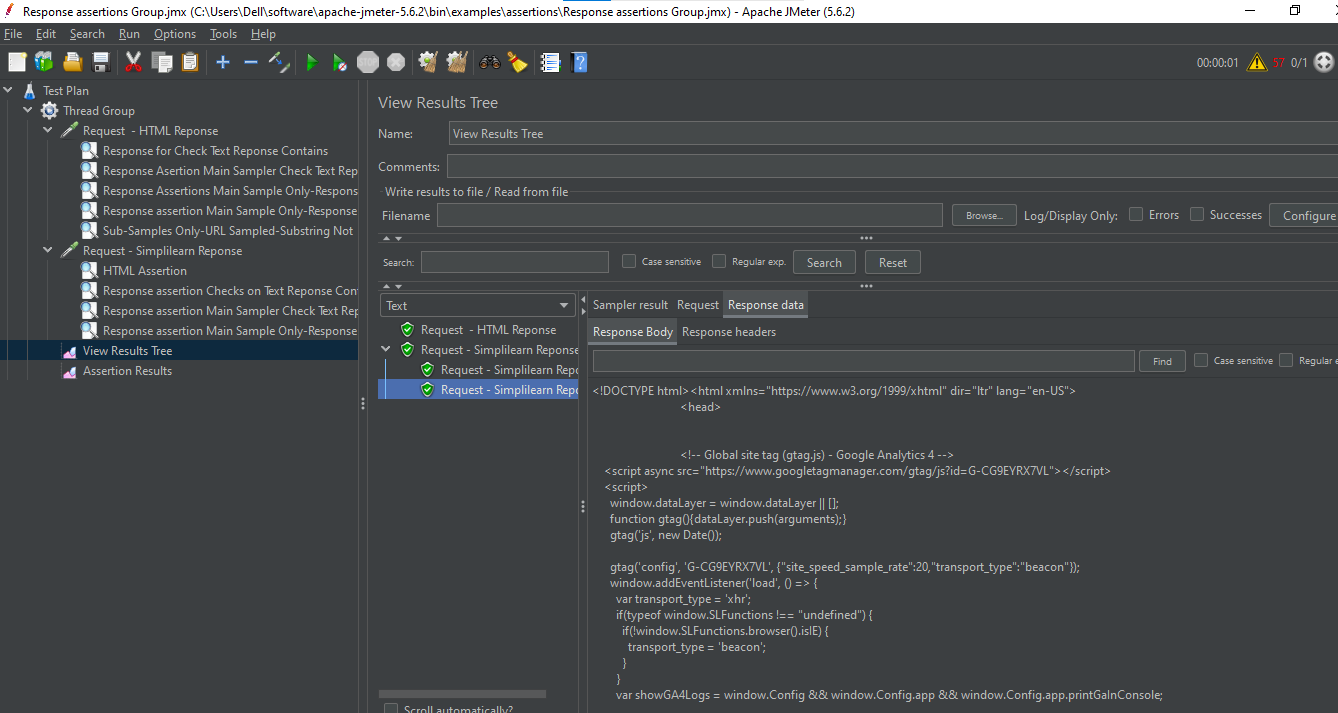 Response assertions Group.jmx (C:\Users\Dell\software\apache-jmeter-5.6.2\bin\examples\assertions\Response assertions Group.jmx) - Apache JMeter (5.6.2)
File Edit Search Run Options Tools Help
STOP
00:00:01 57 0/1
Test Plan
Thread Group
Request - HTML Reponse
Response for Check Text Reponse Contains
Response Asertion Main Sampler Check Text Rep
Response Assertions Main Sample Only-Respons
Response assertion Main Sample Only-Response
Sub-Samples Only-URL Sampled-Substring Not
Request - Simplilearn Reponse
HTML Assertion
Response assertion Checks on Text Reponse Con
Response assertion Main Sampler Check Text Rep
Response assertion Main Sample Only-Response
View Results Tree
Assertion Results
View Results Tree
Name: View Results Tree
Comments:
Write results to file / Read from file
Filename Browse... Log/Display Only: Errors Successes Configure
Search: Case sensitive Regular exp. Search Reset
Text
Request - HTML Reponse
Request - Simplilearn Reponse
Request - Simplilearn Repo
Request - Simplilearn Repo
Scroll automatically?
Sampler result Request Response data
Response Body Response headers
Find Case sensitive Regular e
<!DOCTYPE html><html xmlns="https://www.w3.org/1999/xhtml" dir="ltr" lang="en-US">
<head>
<!-- Global site tag (gtag.js) - Google Analytics 4 -->
<script async src="https://www.googletagmanager.com/gtag/js?id=G-CG9EYRX7VL"></script>
<script>
window.dataLayer = window.dataLayer || [];
function gtag(){dataLayer.push(arguments);}
gtag('js', new Date());
gtag('config', 'G-CG9EYRX7VL', {"site_speed_sample_rate":20,"transport_type":"beacon"});
window.addEventListener('load', () => {
var transport_type = 'xhr';
if(typeof window.SLFunctions !== "undefined") {
if(!window.SLFunctions.browser().isIE) {
transport_type = 'beacon';
}
}
var showGA4Logs = window.Config && window.Config.app && window.Config.app.printGaInConsole;